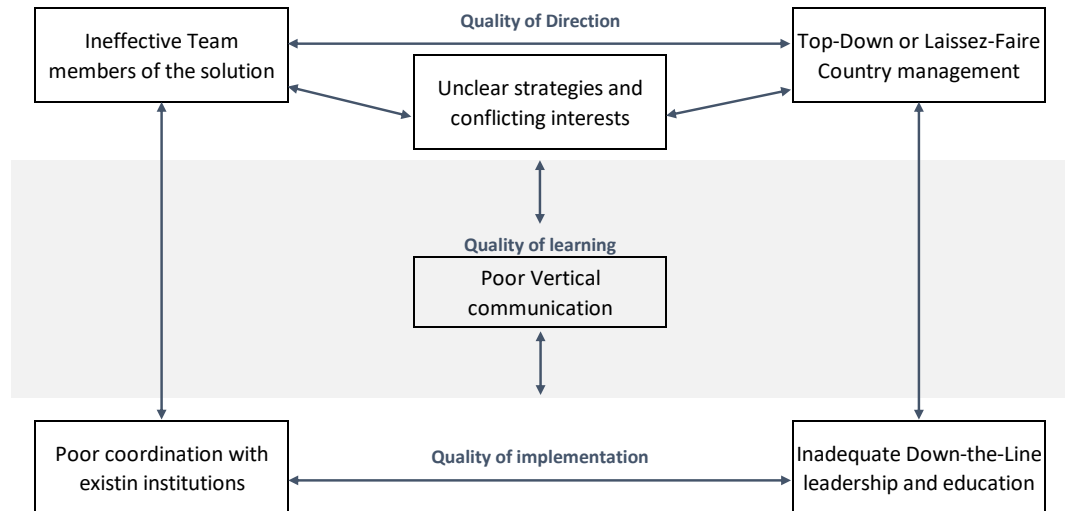 Quality of Direction
Ineffective Team
members of the solution
Top-Down or Laissez-Faire
Country management
Unclear strategies and
conflicting interests
Quality of learning
Poor Vertical
communication
Poor coordination with
existin institutions
Quality of implementation
Inadequate Down-the-Line
leadership and education